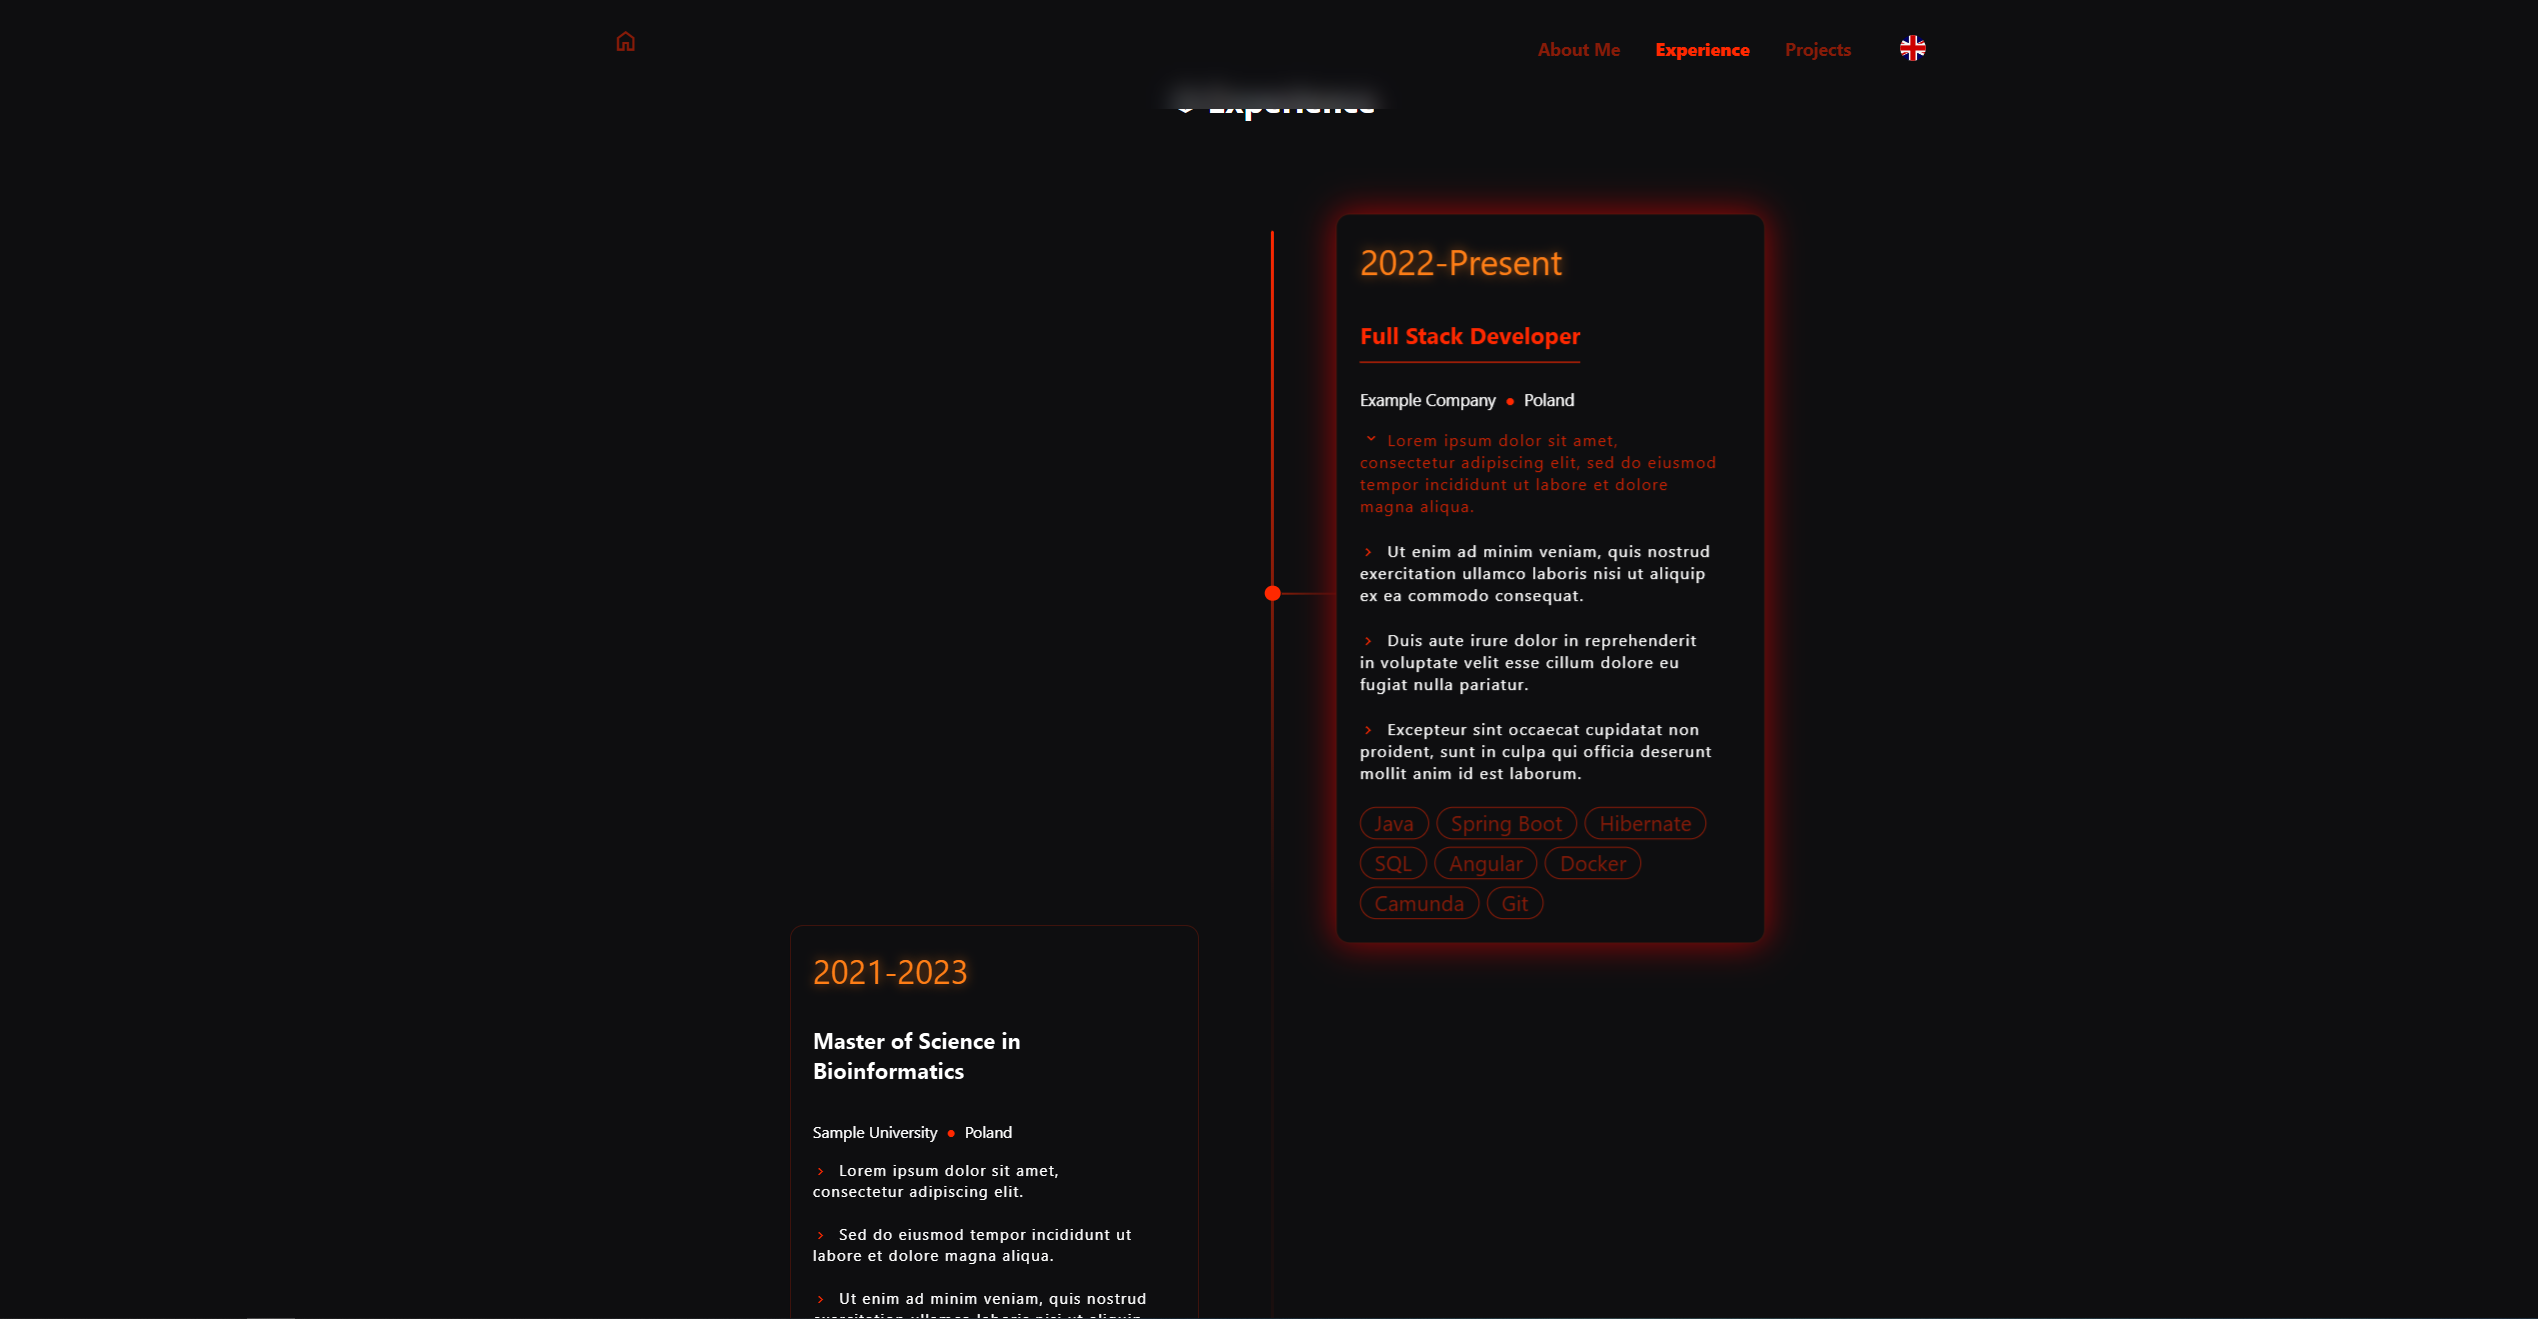 About Me Experience Projects
Experience
2022-Present
Full Stack Developer
Example Company • Poland
Lorem ipsum dolor sit amet,
consectetur adipiscing elit, sed do eiusmod
tempor incididunt ut labore et dolore
magna aliqua.
Ut enim ad minim veniam, quis nostrud
exercitation ullamco laboris nisi ut aliquip
ex ea commodo consequat.
Duis aute irure dolor in reprehenderit
in voluptate velit esse cillum dolore eu
fugiat nulla pariatur.
Excepteur sint occaecat cupidatat non
proident, sunt in culpa qui officia deserunt
mollit anim id est laborum.
Java Spring Boot Hibernate
SQL Angular Docker
Camunda Git
2021-2023
Master of Science in
Bioinformatics
Sample University • Poland
Lorem ipsum dolor sit amet,
consectetur adipiscing elit.
Sed do eiusmod tempor incididunt ut
labore et dolore magna aliqua.
Ut enim ad minim veniam, quis nostrud